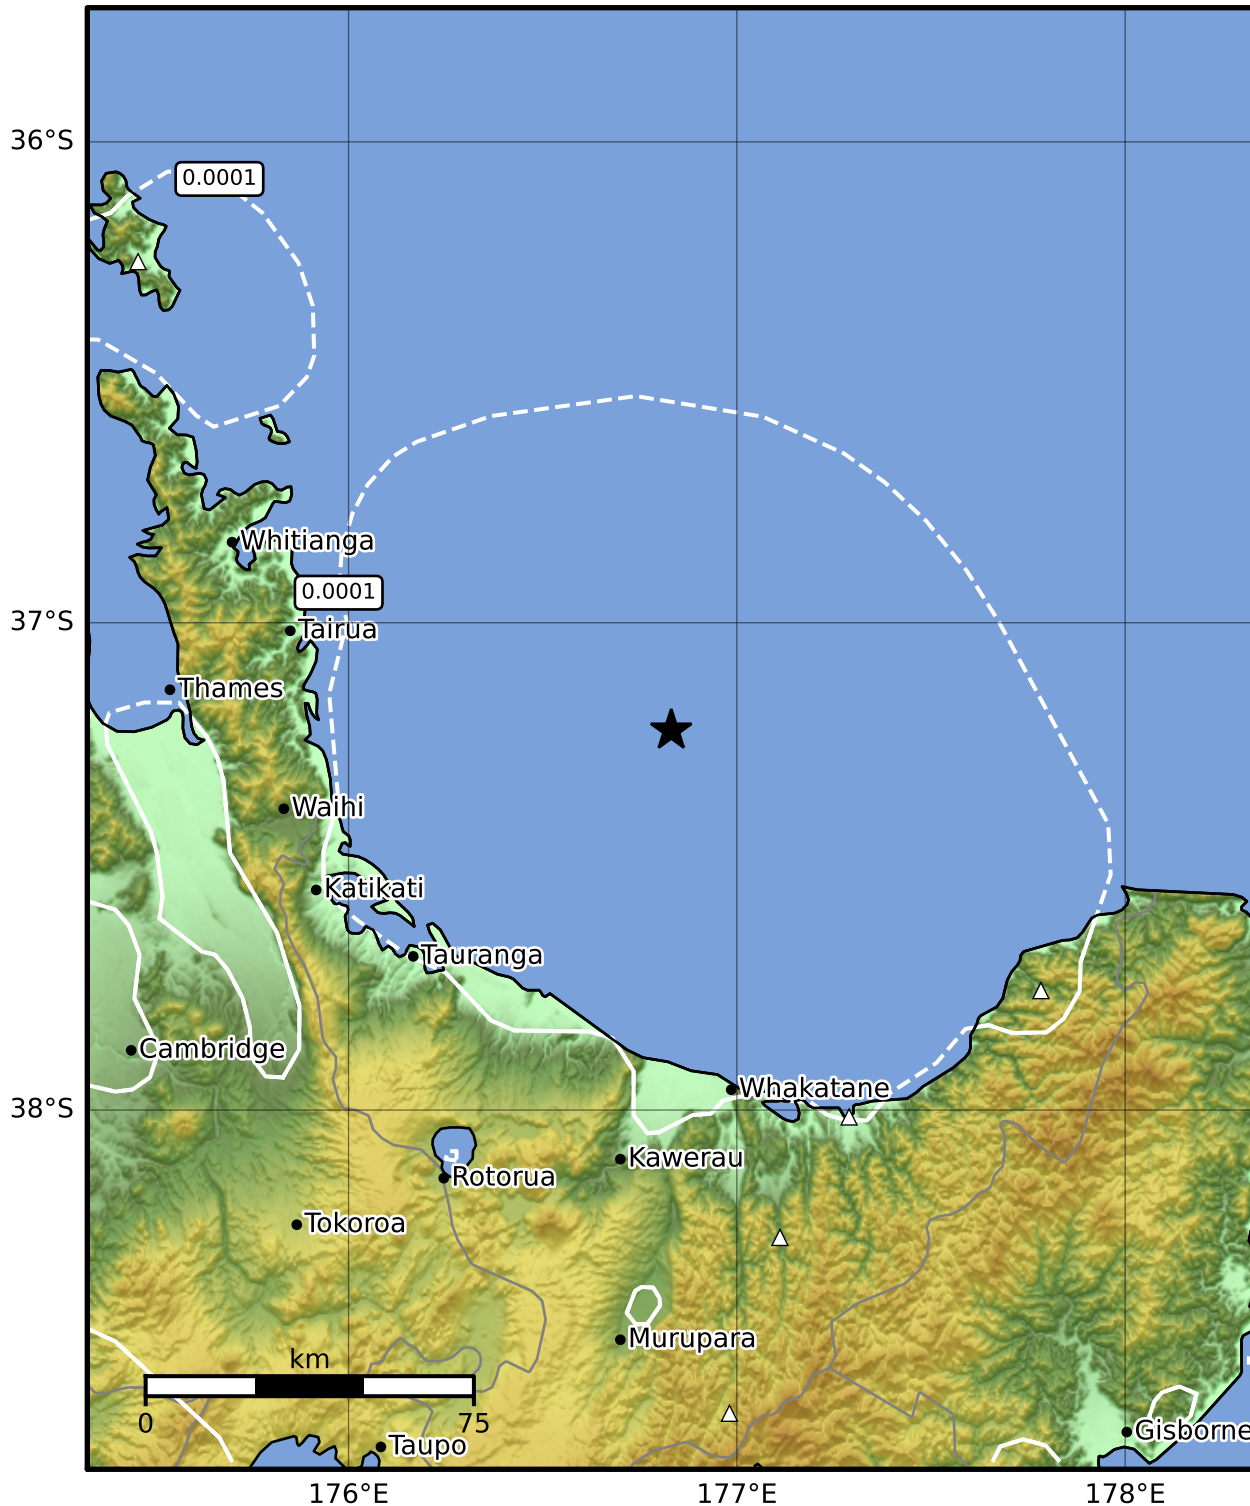 36°S
0.0001
Whitianga
0.0001
37°S
Tairua
Thames
Waihi
Katikati
Tauranga
Cambridge
Whakatane
38°S
Kawerau
Rotorua
Tokoroa
Murupara
km
0
75
Gisborne
Taupo
176°E
177°E
178°E